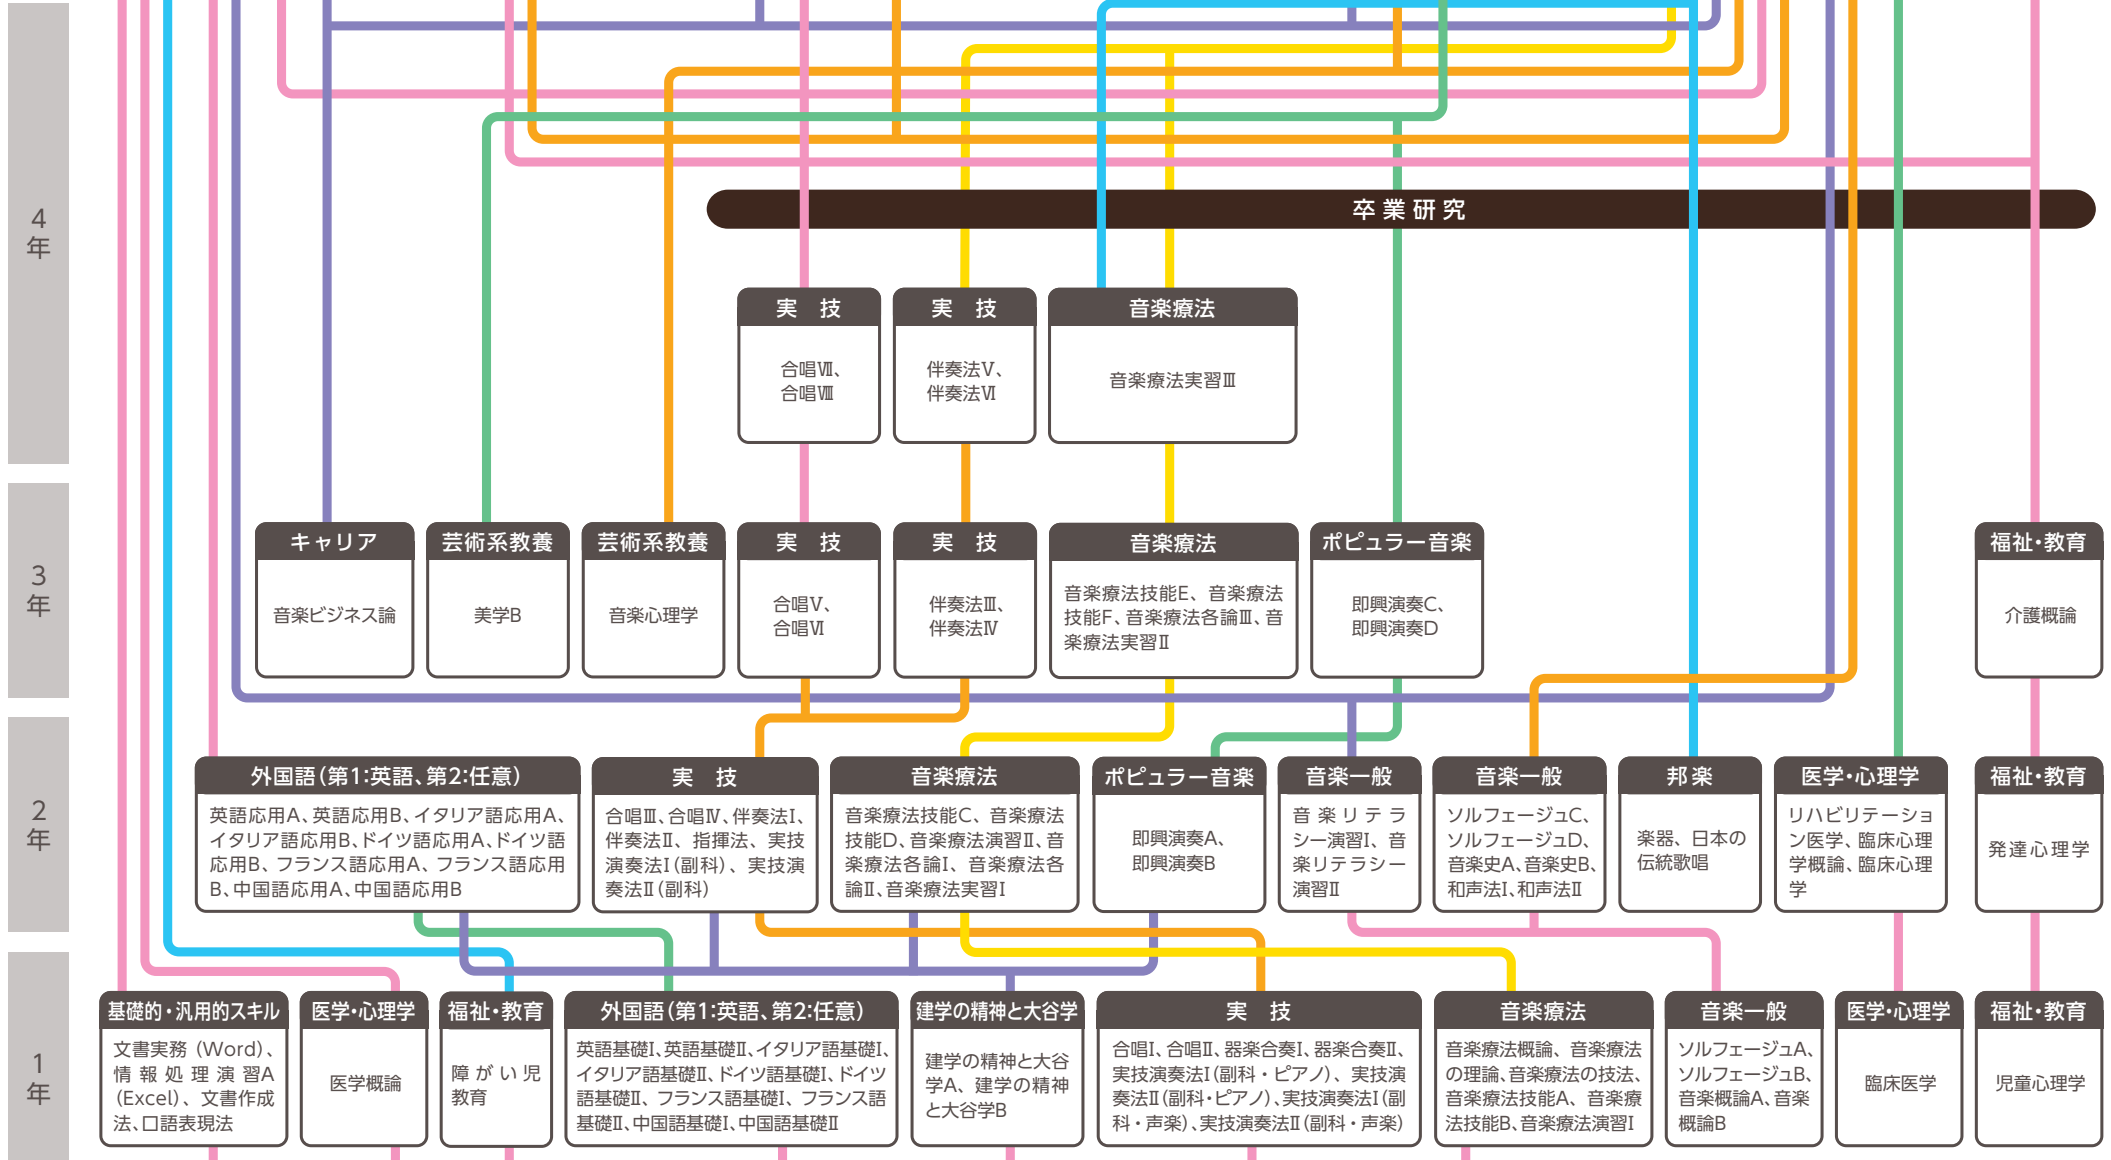 4
年
卒業研究
実 技
合唱Ⅶ、
合唱Ⅷ
実 技
伴奏法Ⅴ、
伴奏法Ⅵ
音楽療法
音楽療法実習Ⅲ
3
年
キャリア
音楽ビジネス論
芸術系教養
美学B
芸術系教養
音楽心理学
実 技
合唱Ⅴ、
合唱Ⅵ
実 技
伴奏法Ⅲ、
伴奏法Ⅳ
音楽療法
音楽療法技能E、音楽療法
技能F、音楽療法各論Ⅲ、音
楽療法実習Ⅱ
ポピュラー音楽
即興演奏C、
即興演奏D
福祉・教育
介護概論
2
年
外国語(第1:英語、第2:任意)
英語応用A、英語応用B、イタリア語応用A、
イタリア語応用B、ドイツ語応用A、ドイツ語
応用B、フランス語応用A、フランス語応用
B、中国語応用A、中国語応用B
実 技
合唱Ⅲ、合唱Ⅳ、伴奏法Ⅰ、
伴奏法Ⅱ、指揮法、実技
演奏法Ⅰ(副科)、実技演
奏法Ⅱ(副科)
音楽療法
音楽療法技能C、音楽療法
技能D、音楽療法演習Ⅱ、音
楽療法各論Ⅰ、音楽療法各
論Ⅱ、音楽療法実習Ⅰ
ポピュラー音楽
即興演奏A、
即興演奏B
音楽一般
音楽リテラ
シー演習Ⅰ、音
楽リテラシー
演習Ⅱ
音楽一般
ソルフェージュC、
ソルフェージュD、
音楽史A、音楽史B、
和声法Ⅰ、和声法Ⅱ
邦楽
楽器、日本の
伝統歌唱
医学・心理学
リハビリテーショ
ン医学、臨床心理
学概論、臨床心理
学
福祉・教育
発達心理学
1
年
基礎的・汎用的スキル
文書実務(Word)、
情報処理演習A
(Excel)、文書作成
法、口語表現法
医学・心理学
医学概論
福祉・教育
障がい児
教育
外国語(第1:英語、第2:任意)
英語基礎Ⅰ、英語基礎Ⅱ、イタリア語基礎Ⅰ、
イタリア語基礎Ⅱ、ドイツ語基礎Ⅰ、ドイツ
語基礎Ⅱ、フランス語基礎Ⅰ、フランス語
基礎Ⅱ、中国語基礎Ⅰ、中国語基礎Ⅱ
建学の精神と大谷学
建学の精神と大谷
学A、建学の精神
と大谷学B
実 技
合唱Ⅰ、合唱Ⅱ、器楽合奏Ⅰ、器楽合奏Ⅱ、
実技演奏法Ⅰ(副科・ピアノ)、実技演
奏法Ⅱ(副科・ピアノ)、実技演奏法Ⅰ(副
科・声楽)、実技演奏法Ⅱ(副科・声楽)
音楽療法
音楽療法概論、音楽療法
の理論、音楽療法の技法、
音楽療法技能A、音楽療
法技能B、音楽療法演習Ⅰ
音楽一般
ソルフェージュA、
ソルフェージュB、
音楽概論A、音楽
概論B
医学・心理学
臨床医学
福祉・教育
児童心理学